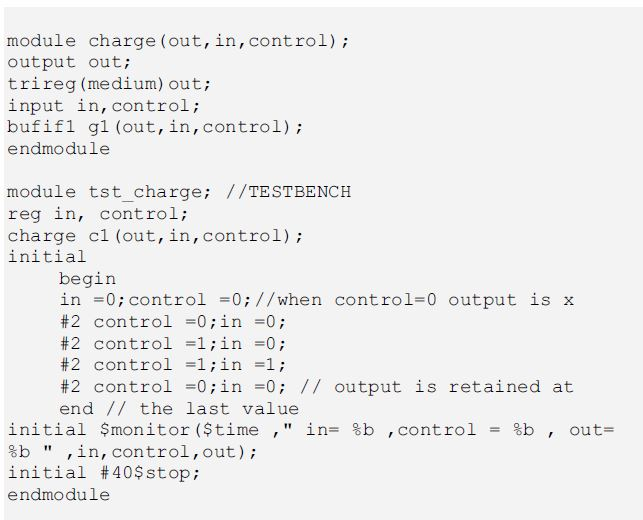 module charge(out,in,control);
output out;
trireg(medium)out;
input in,control;
bufif1 g1(out,in,control);
endmodule
module tst_charge; //TESTBENCH
reg in, control;
charge c1(out,in,control);
initial
begin
in =0;control =0;//when control=0 output is x
#2 control =0;in =0;
#2 control =1;in =0;
#2 control =1;in =1;
#2 control =0;in =0; // output is retained at
end // the last value
initial $monitor($time ," in= %b ,control = %b , out=
%b " ,in,control,out);
initial #40$stop;
endmodule